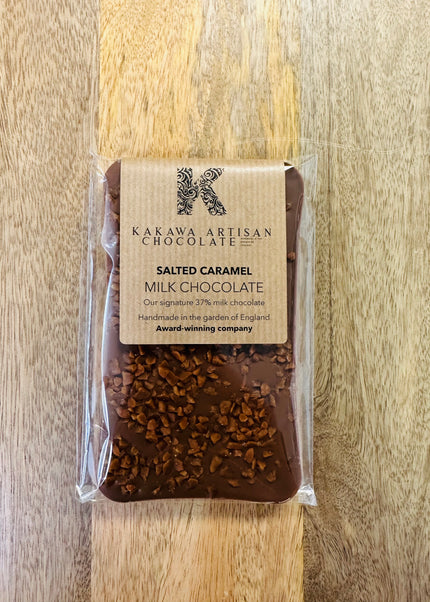 K
KAKAWA ARTISAN
CHOCOLATE
SALTED CARAMEL
MILK CHOCOLATE
Our signature 37% milk chocolate
Handmade in the garden of England
Award-winning company